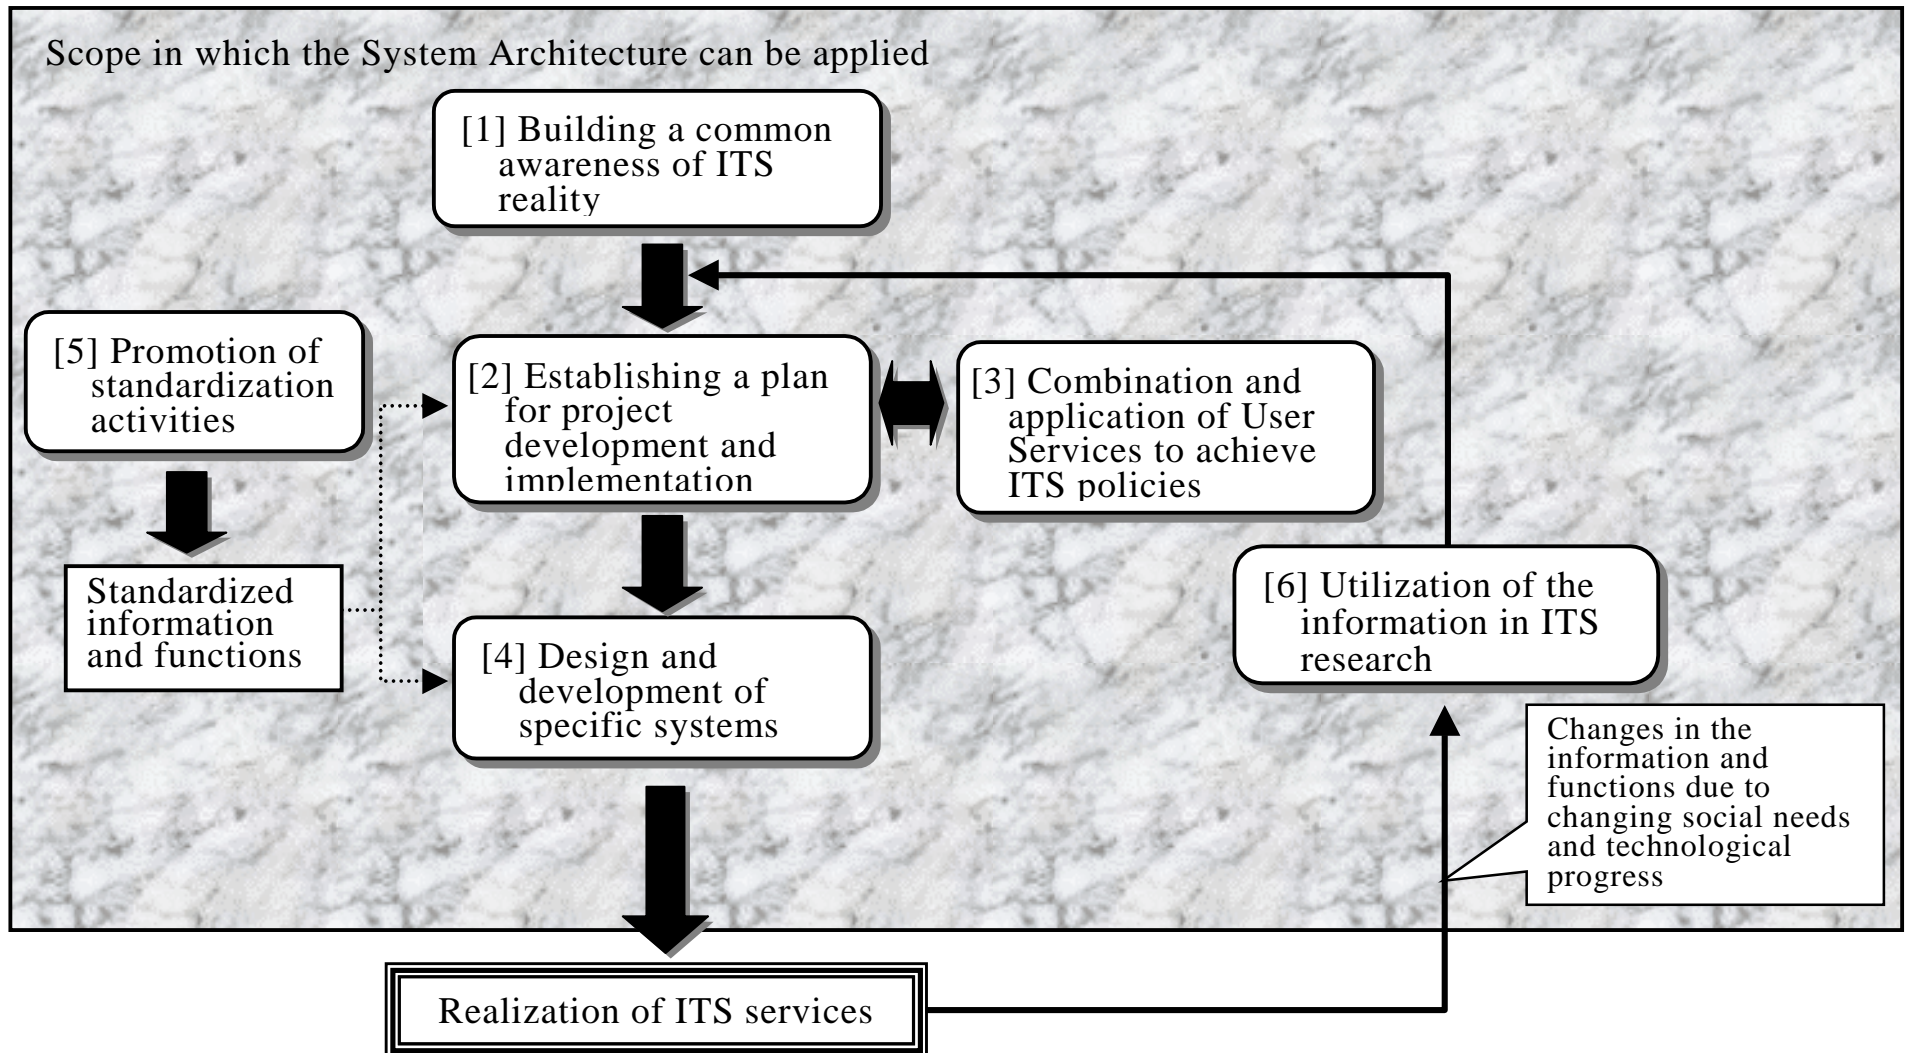 Scope in which the System Architecture can be applied
[1] Building a common
awareness of ITS
reality
[5] Promotion of
standardization
activities
[2] Establishing a plan
for project
development and
implementation
[3] Combination and
application of User
Services to achieve
ITS policies
Standardized
information
and functions
[4] Design and
development of
specific systems
[6] Utilization of the
information in ITS
research
Changes in the
information and
functions due to
changing social needs
and technological
progress
Realization of ITS services